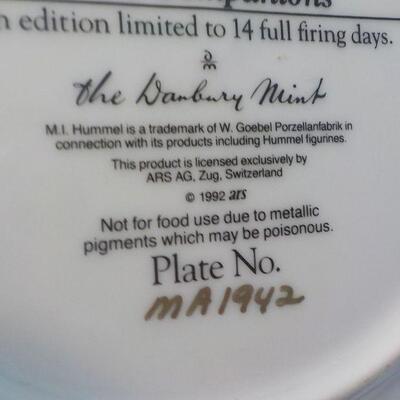 n edition limited to 14 full firing days.
dm
the Danbury Mint
M.I. Hummel is a trademark of W. Goebel Porzellanfabrik in
connection with its products including Hummel figurines.
This product is licensed exclusively by
ARS AG, Zug, Switzerland
© 1992 ars
Not for food use due to metallic
pigments which may be poisonous.
Plate No.
MA1942